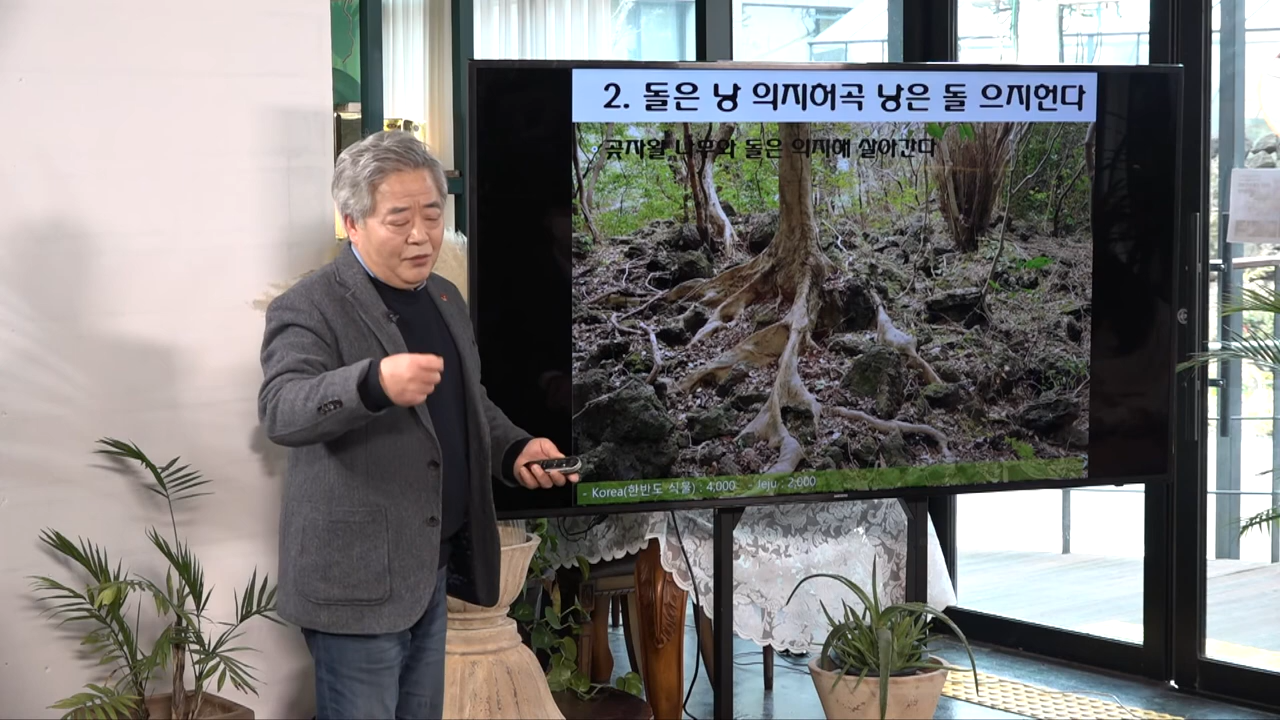 2. 돌은 낭 의지허곡 낭은 돌 으지헌다
곶자왈 나무와 돌은 의지해 살아간다
- Korea(한반도 식물) : 4,000 - Jeju : 2,000